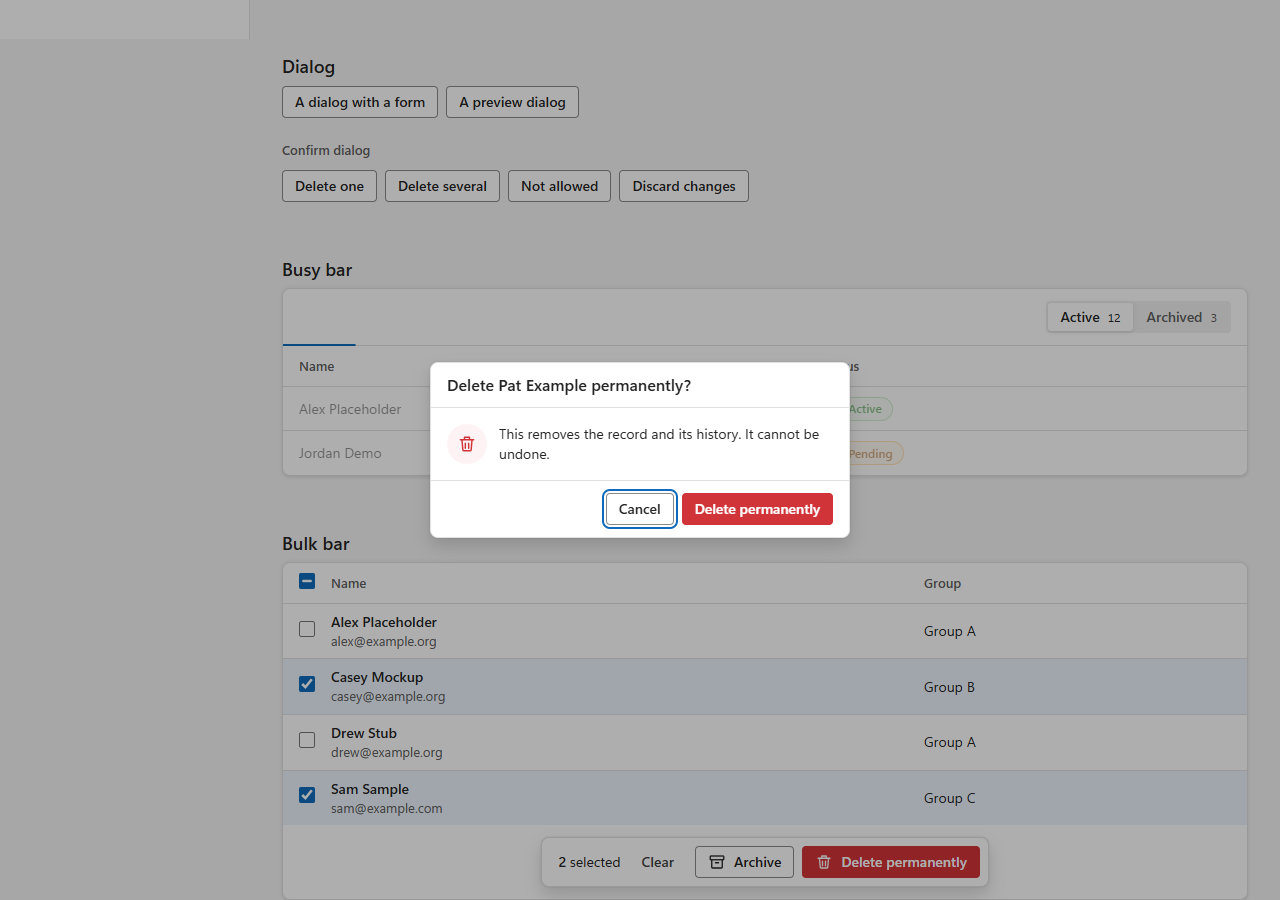 Dialog
A dialog with a form
A preview dialog
Confirm dialog
Delete one
Delete several
Not allowed
Discard changes
Busy bar
Active 12
Archived 3
Name
Alex Placeholder
Active
Jordan Demo
Pending
Delete Pat Example permanently?
This removes the record and its history. It cannot be
undone.
Cancel
Delete permanently
Bulk bar
Name
Group
Alex Placeholder
alex@example.org
Group A
Casey Mockup
casey@example.org
Group B
Drew Stub
drew@example.org
Group A
Sam Sample
sam@example.com
Group C
2 selected
Clear
Archive
Delete permanently